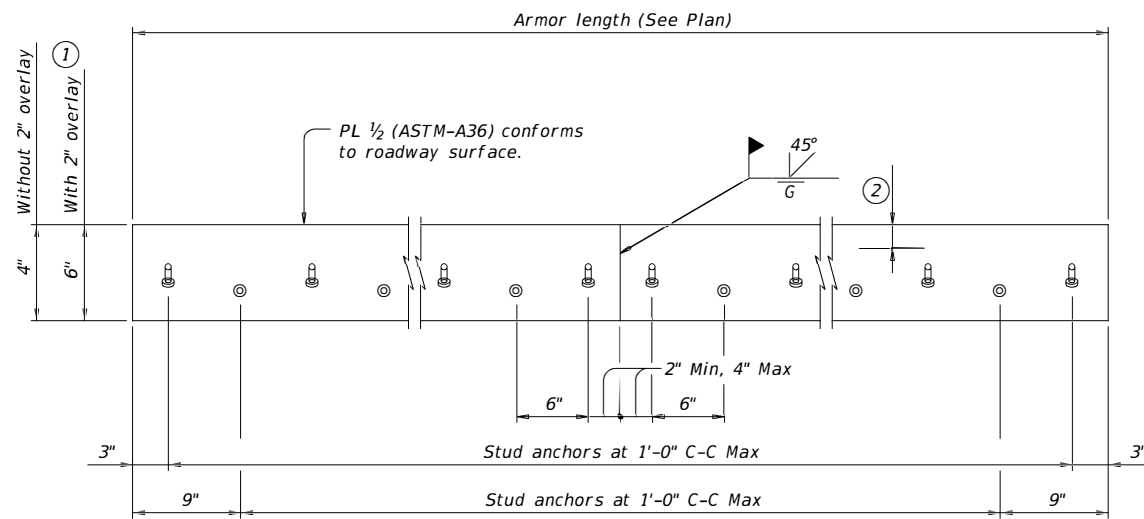 Armor length (See Plan)
Without 2" overlay
1
With 2" overlay
PL ½ (ASTM-A36) conforms
to roadway surface.
45°
G
2
4"
6"
2" Min, 4" Max
6"
6"
3"
Stud anchors at 1'-0" C-C Max
3"
9"
Stud anchors at 1'-0" C-C Max
9"